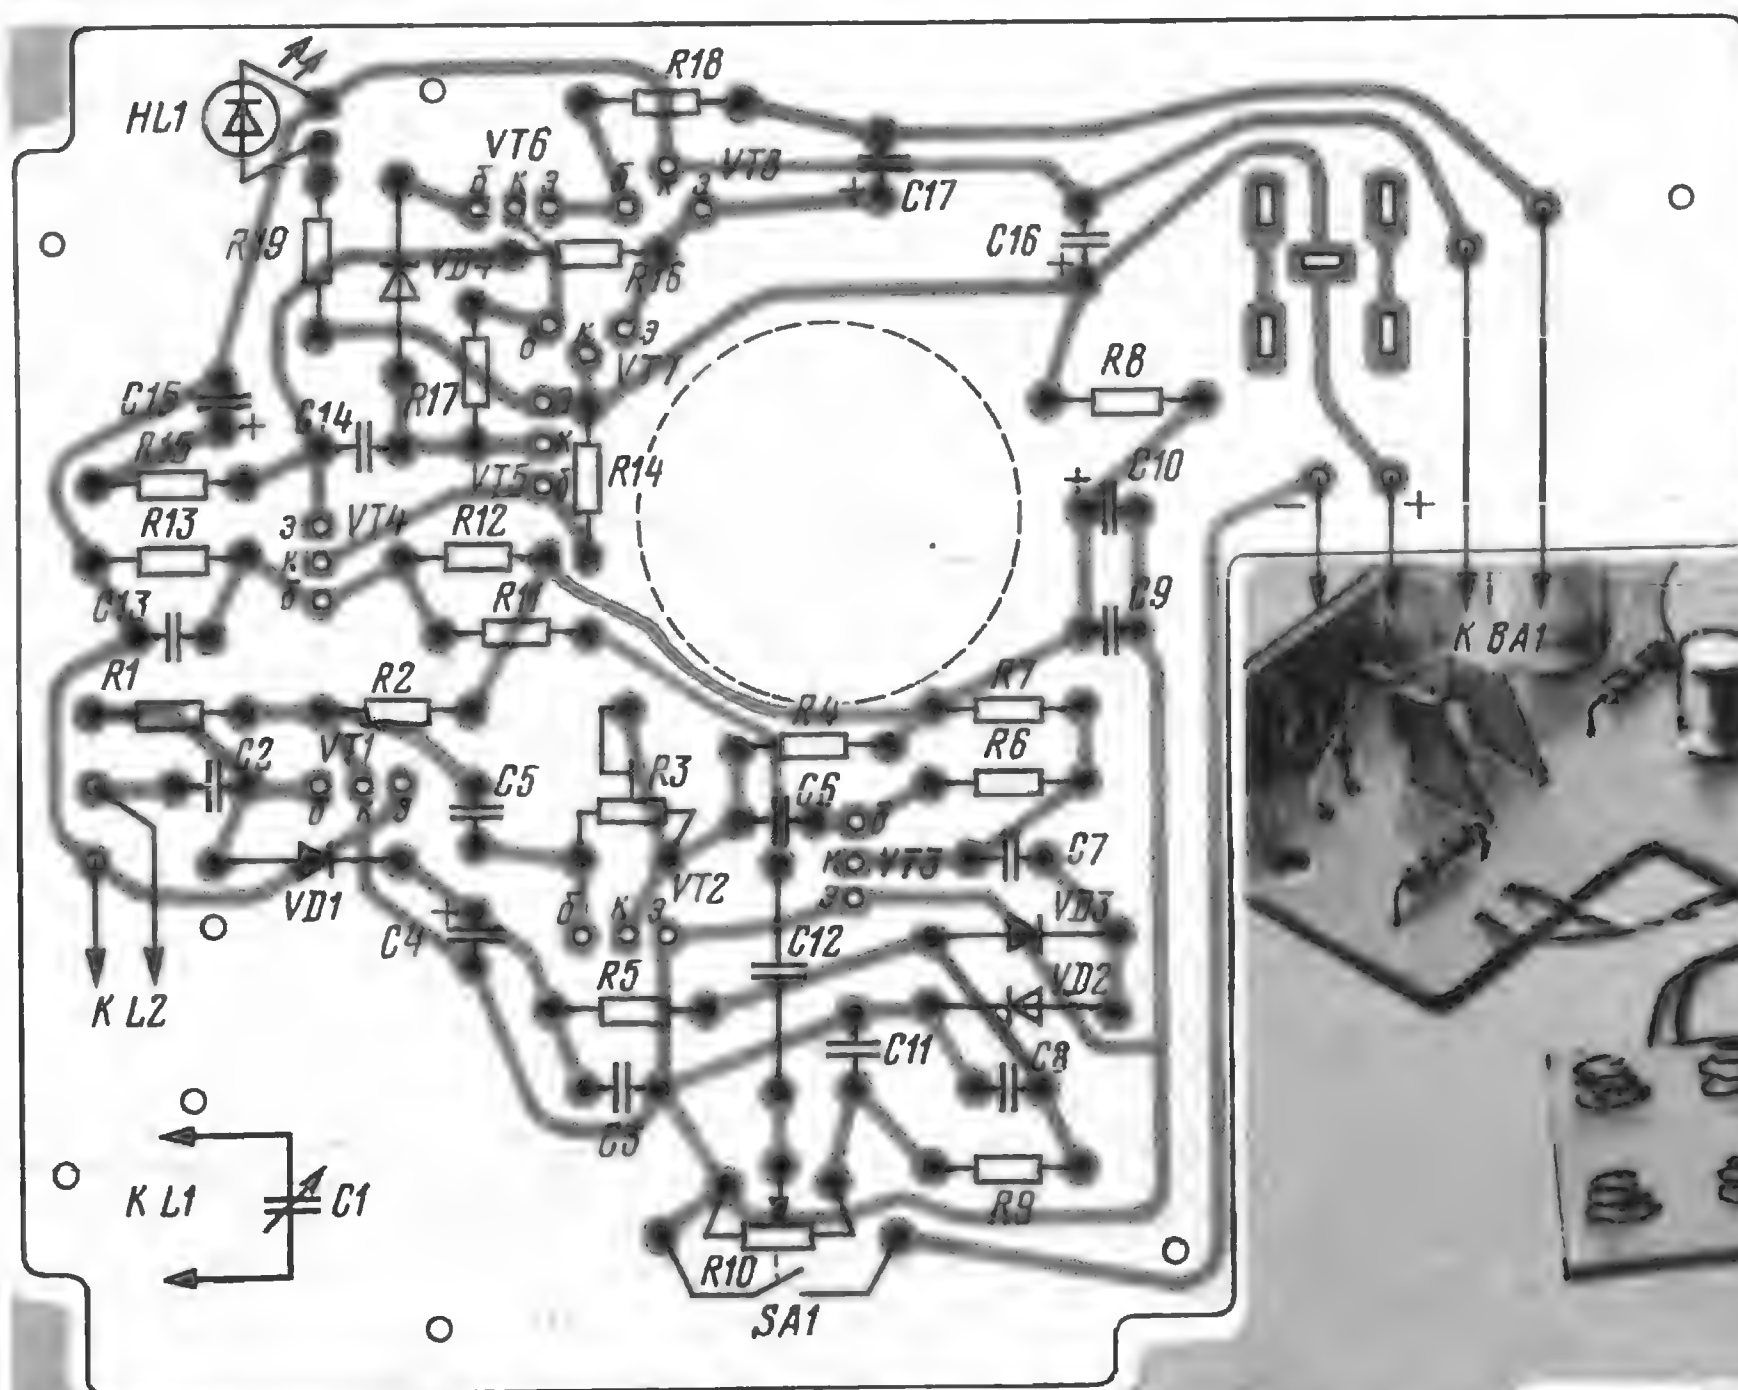 R18
HL1
VT6
б к э б к э VT8
C17
R19
C16
VD4
R16
б к э
VT7
R8
C15
R17
э
C14
R15
к
VT5 б
R14
C10
R13
э VT4
R12
к
б
C13
R11
C9
К BA1
R1
R2
R7
R4
C2
VT1
R3
R6
C5
C6
б к э
б
к VT3
C7
VD1
VT2
э
VD3
C4
б к э
C12
К L2
R5
VD2
C11
C8
C3
К L1
C1
R9
R10
SA1
+
−